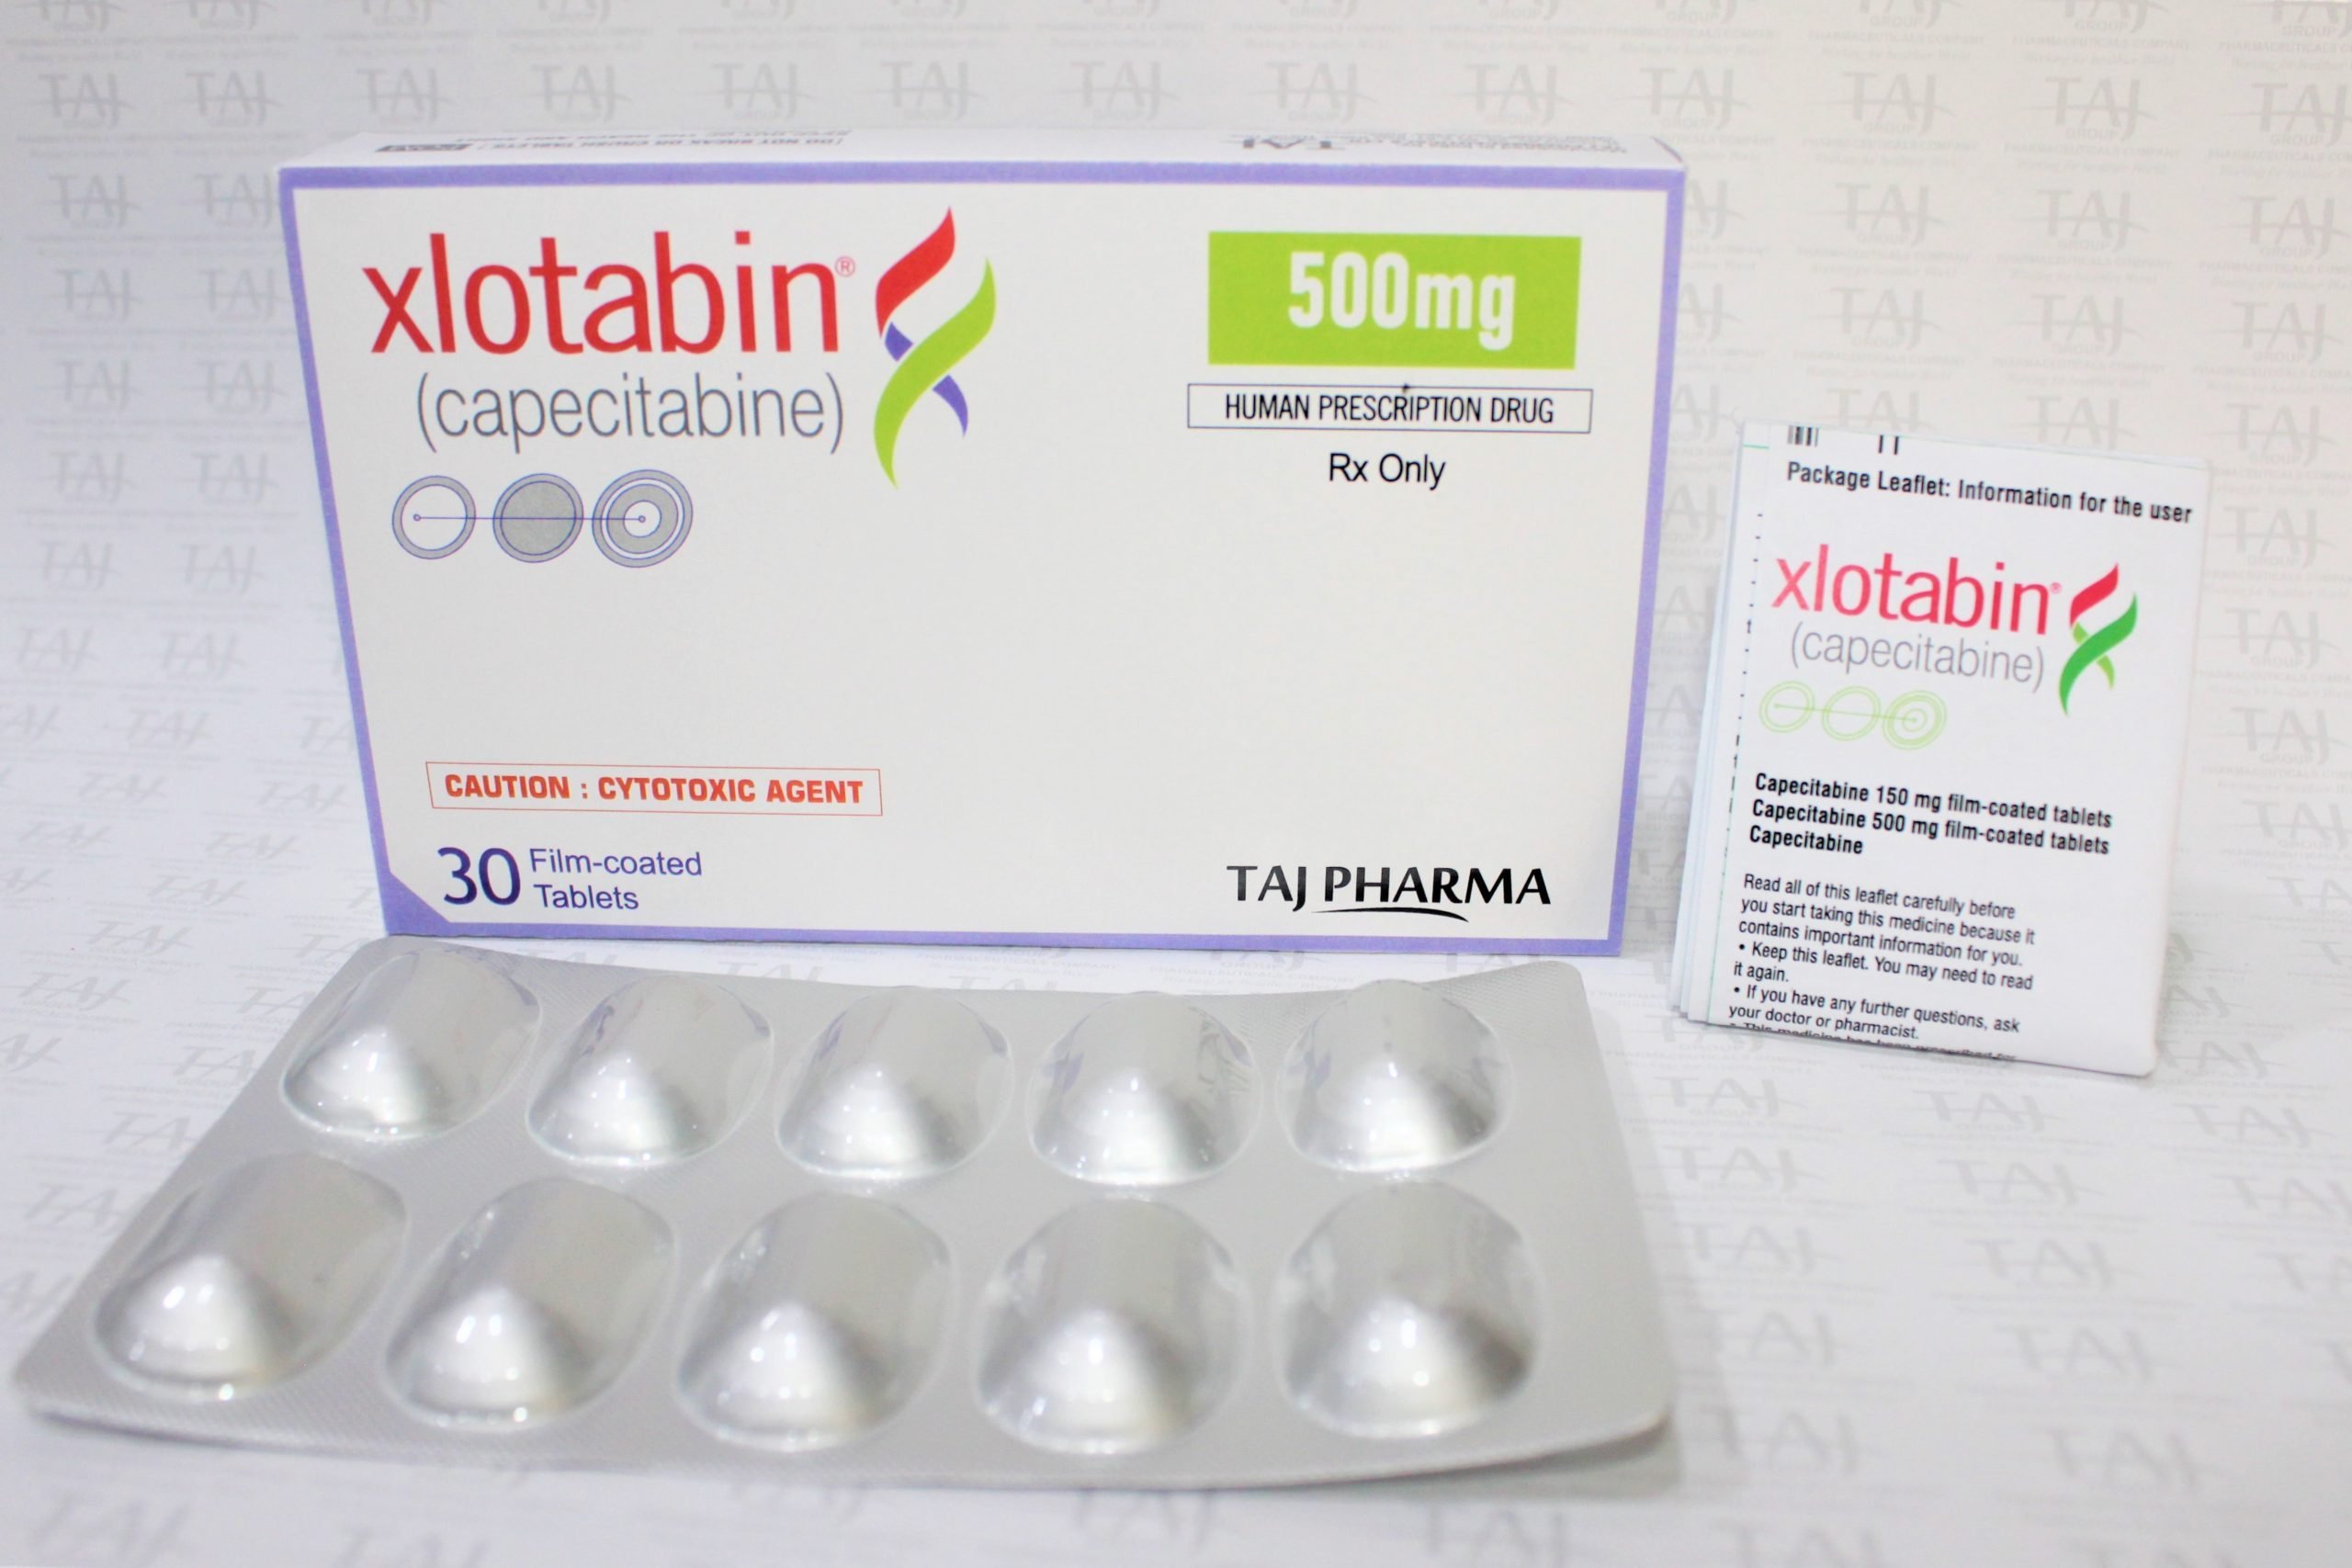 xlotabin®
(capecitabine)
500mg
HUMAN PRESCRIPTION DRUG
Rx Only
CAUTION : CYTOTOXIC AGENT
30 Film-coated
Tablets
TAJ PHARMA
Package Leaflet: Information for the user
xlotabin®
(capecitabine)
Capecitabine 150 mg film-coated tablets
Capecitabine 500 mg film-coated tablets
Capecitabine
Read all of this leaflet carefully before
you start taking this medicine because it
contains important information for you.
• Keep this leaflet. You may need to read
it again.
• If you have any further questions, ask
your doctor or pharmacist.
TAJ
GROUP